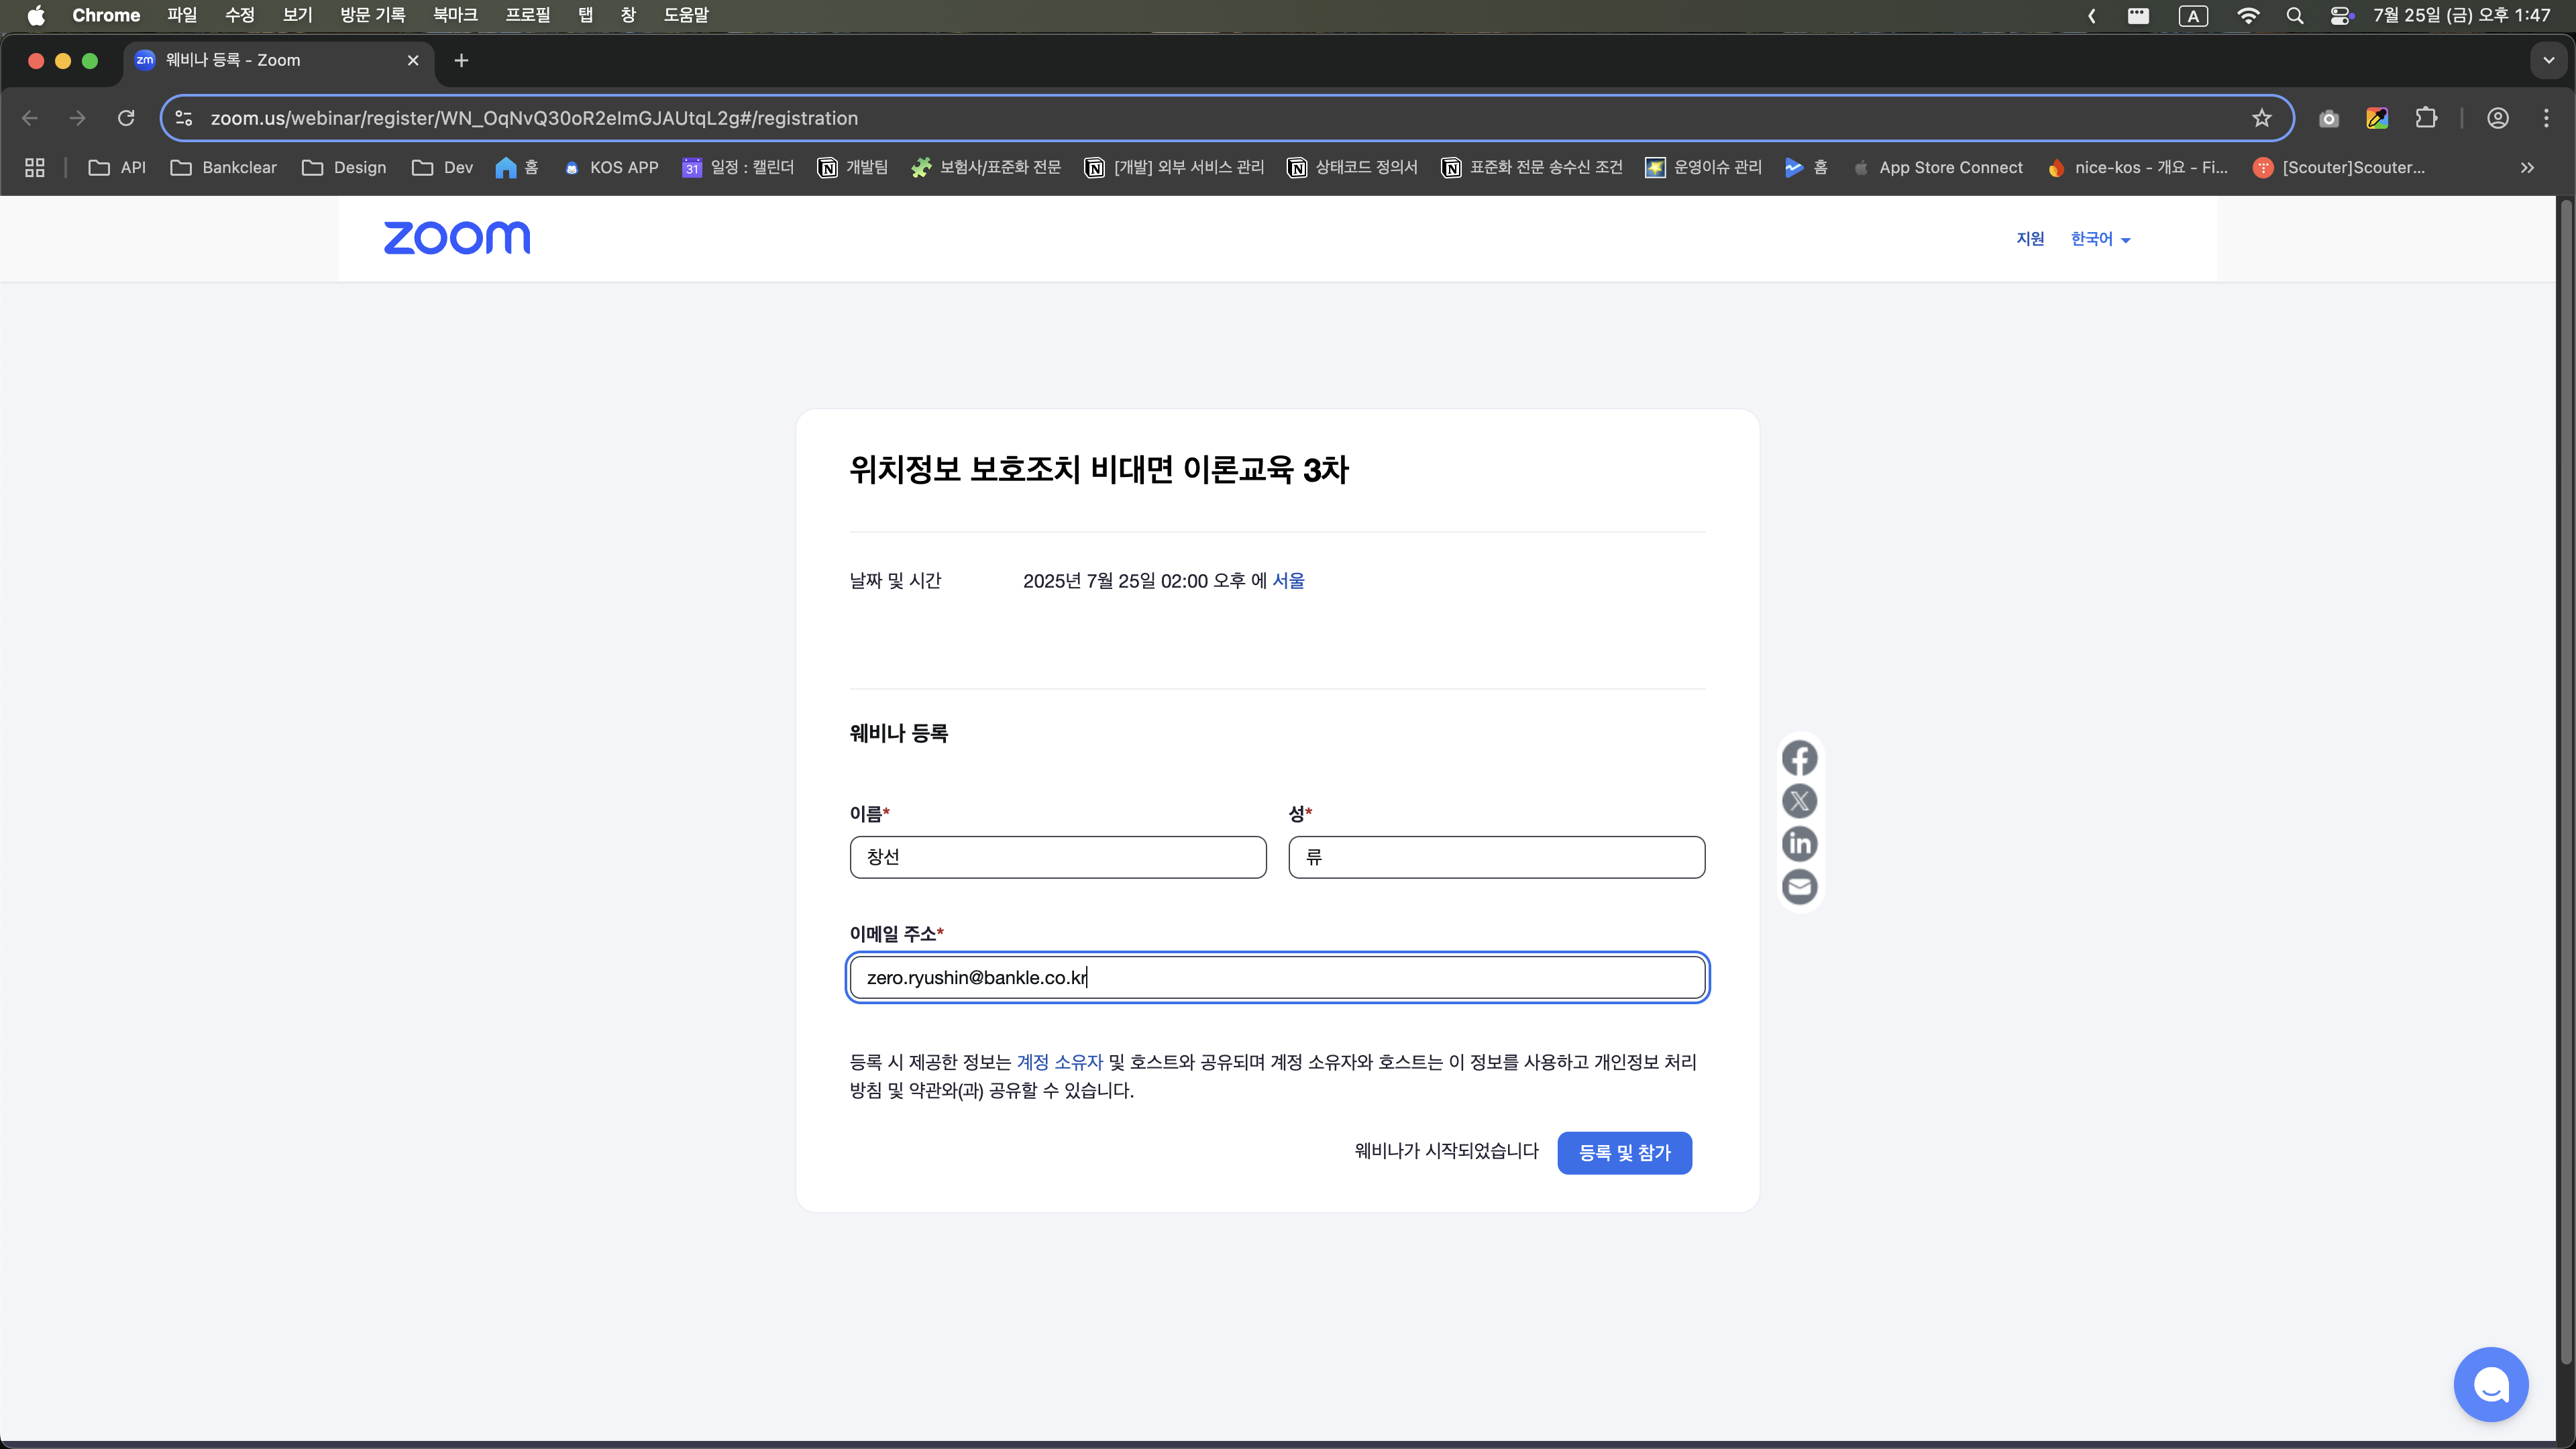 Chrome 파일 수정 보기 방문 기록 북마크 프로필 탭 창 도움말 A 7월 25일 (금) 오후 1:47
zm 웨비나 등록 - Zoom
zoom.us/webinar/register/WN_OqNvQ30oR2eImGJAUtqL2g#/registration
API Bankclear Design Dev 홈 KOS APP 31 일정 : 캘린더 개발팀 보험사/표준화 전문 [개발] 외부 서비스 관리 상태코드 정의서 표준화 전문 송수신 조건 운영이슈 관리 홈 App Store Connect nice-kos - 개요 - Fi... [Scouter]Scouter...
zoom 지원 한국어
위치정보 보호조치 비대면 이론교육 3차
날짜 및 시간 2025년 7월 25일 02:00 오후 에 서울
웨비나 등록
이름* 성*
창선 류
이메일 주소*
zero.ryushin@bankle.co.kr
등록 시 제공한 정보는 계정 소유자 및 호스트와 공유되며 계정 소유자와 호스트는 이 정보를 사용하고 개인정보 처리
방침 및 약관와(과) 공유할 수 있습니다.
웨비나가 시작되었습니다 등록 및 참가